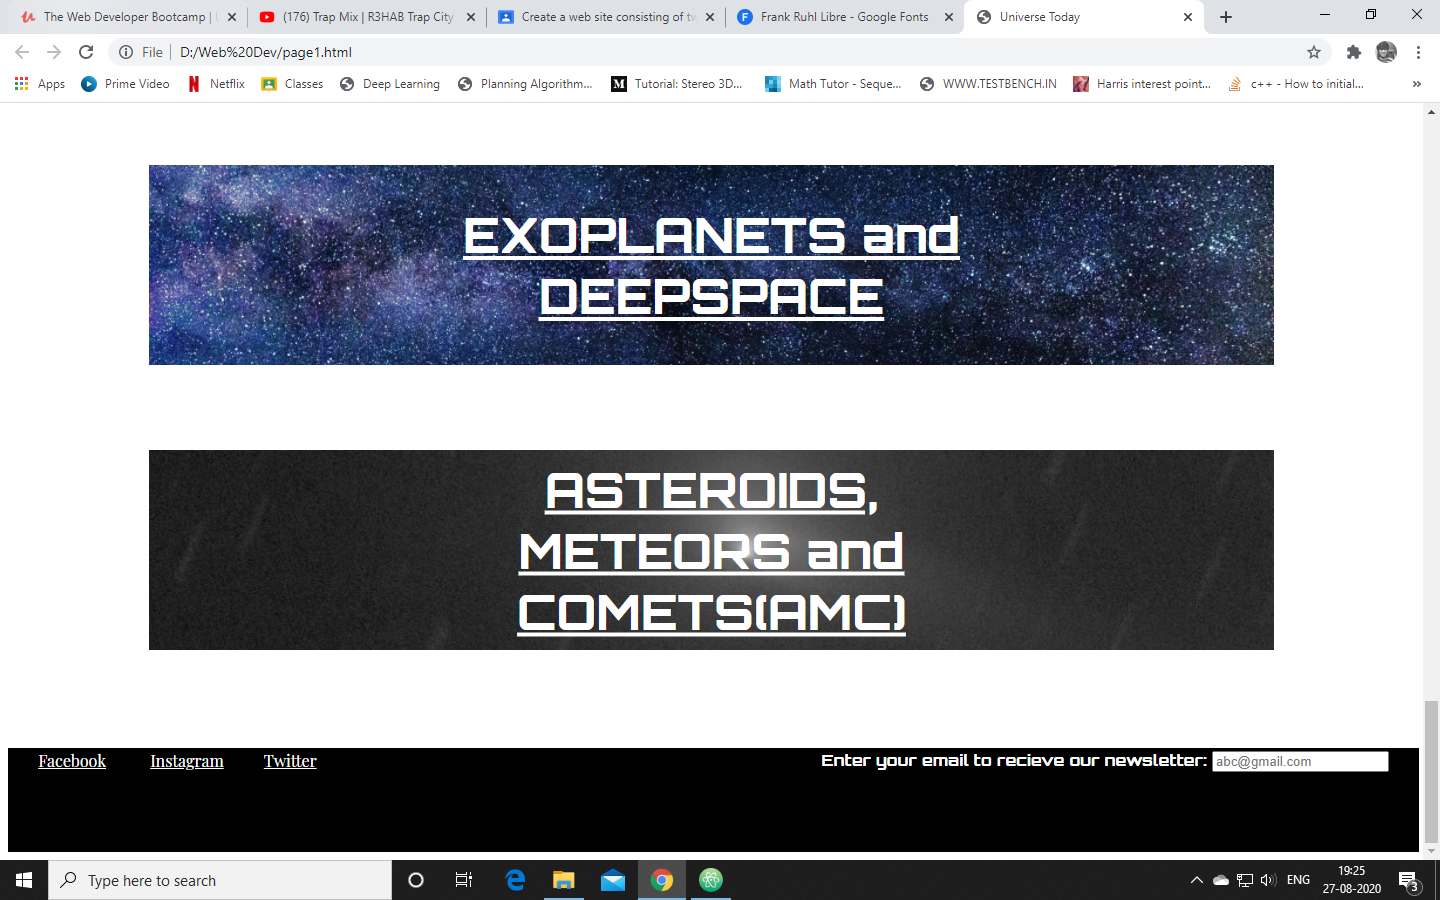 The Web Developer Bootcamp | U
(176) Trap Mix | R3HAB Trap City
Create a web site consisting of tw
Frank Ruhl Libre - Google Fonts
Universe Today
File
D:/Web%20Dev/page1.html
Apps
Prime Video
Netflix
Classes
Deep Learning
Planning Algorithm...
Tutorial: Stereo 3D...
Math Tutor - Seque...
WWW.TESTBENCH.IN
Harris interest point...
c++ - How to initial...
»
EXOPLANETS and
DEEPSPACE
ASTEROIDS,
METEORS and
COMETS(AMC)
Facebook Instagram Twitter
Enter your email to recieve our newsletter: abc@gmail.com
Type here to search
ENG
19:25
27-08-2020
3